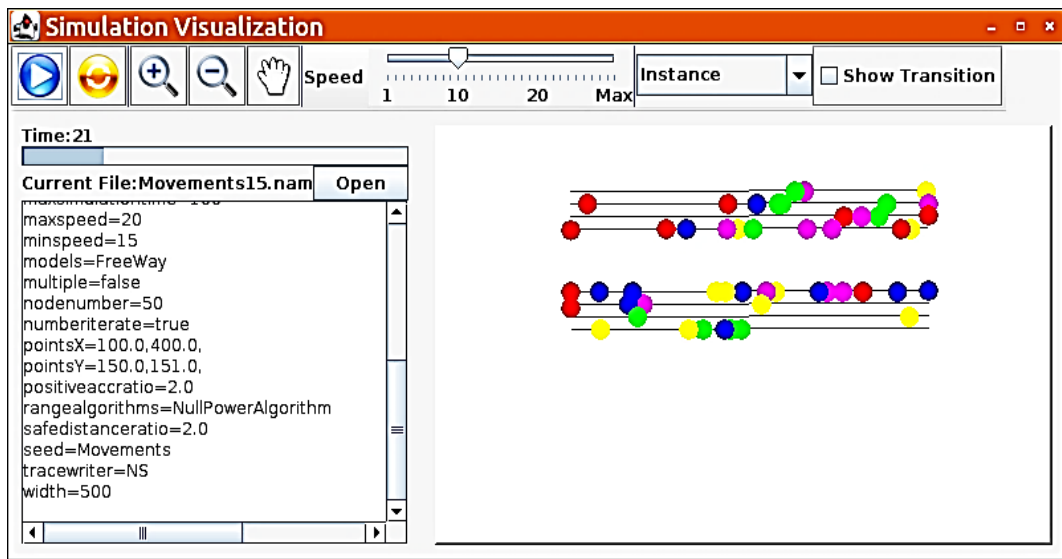 Simulation Visualization
Speed
1 10 20 Max
Instance
Show Transition
Time:21
Current File:Movements15.nam
Open
maxsimulationtime=100
maxspeed=20
minspeed=15
models=FreeWay
multiple=false
nodenumber=50
numberiterate=true
pointsX=100.0,400.0,
pointsY=150.0,151.0,
positiveaccratio=2.0
rangealgorithms=NullPowerAlgorithm
safedistanceratio=2.0
seed=Movements
tracewriter=NS
width=500